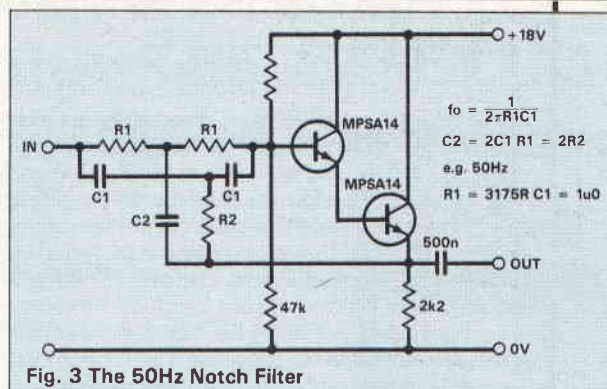 +18V
MPSA14
fo = 1
2πR1C1
IN
R1
R1
C2 = 2C1 R1 = 2R2
MPSA14
e.g. 50Hz
C1
C1
R1 = 3175R C1 = 1u0
C2
R2
500n
OUT
47k
2k2
0V
Fig. 3 The 50Hz Notch Filter